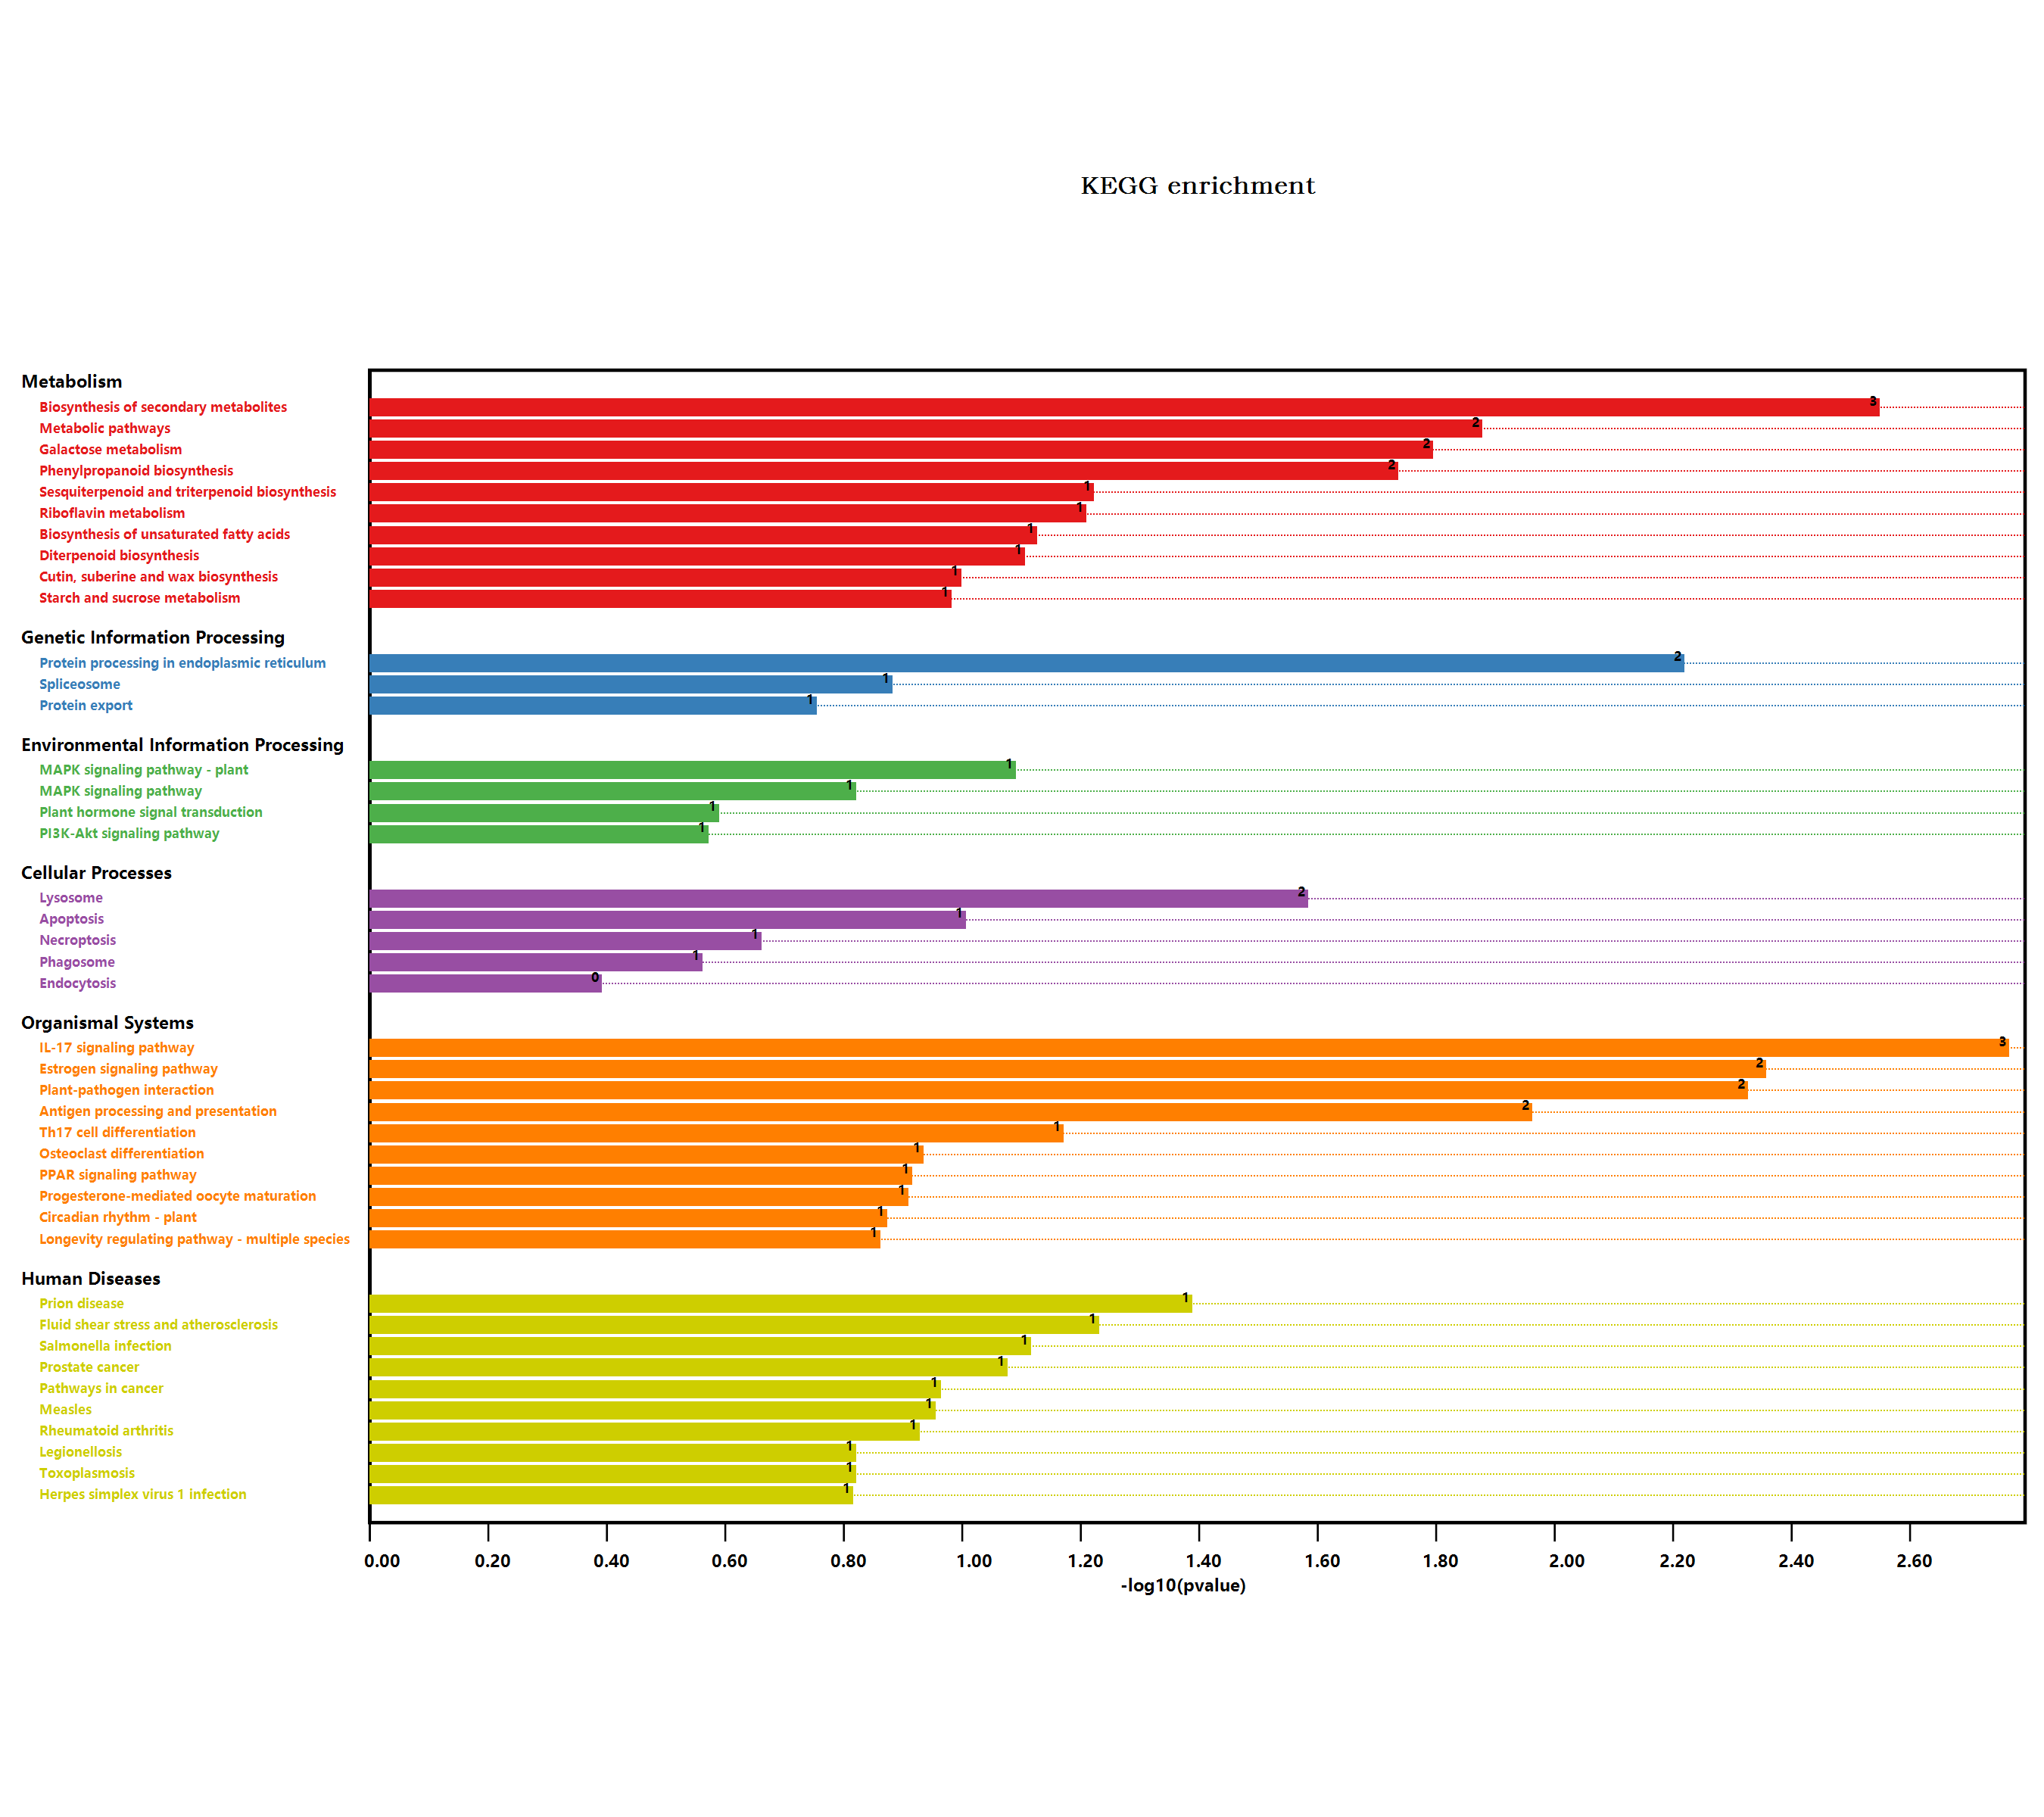 KEGG enrichment
Metabolism
Biosynthesis of secondary metabolites 3
Metabolic pathways 2
Galactose metabolism 2
Phenylpropanoid biosynthesis 2
Sesquiterpenoid and triterpenoid biosynthesis 1
Riboflavin metabolism 1
Biosynthesis of unsaturated fatty acids 1
Diterpenoid biosynthesis 1
Cutin, suberine and wax biosynthesis 1
Starch and sucrose metabolism 1
Genetic Information Processing
Protein processing in endoplasmic reticulum 2
Spliceosome 1
Protein export 1
Environmental Information Processing
MAPK signaling pathway - plant 1
MAPK signaling pathway 1
Plant hormone signal transduction 1
PI3K-Akt signaling pathway 1
Cellular Processes
Lysosome 2
Apoptosis 1
Necroptosis 1
Phagosome 1
Endocytosis 0
Organismal Systems
IL-17 signaling pathway 3
Estrogen signaling pathway 2
Plant-pathogen interaction 2
Antigen processing and presentation 2
Th17 cell differentiation 1
Osteoclast differentiation 1
PPAR signaling pathway 1
Progesterone-mediated oocyte maturation 1
Circadian rhythm - plant 1
Longevity regulating pathway - multiple species 1
Human Diseases
Prion disease 1
Fluid shear stress and atherosclerosis 1
Salmonella infection 1
Prostate cancer 1
Pathways in cancer 1
Measles 1
Rheumatoid arthritis 1
Legionellosis 1
Toxoplasmosis 1
Herpes simplex virus 1 infection 1
0.00 0.20 0.40 0.60 0.80 1.00 1.20 1.40 1.60 1.80 2.00 2.20 2.40 2.60
-log10(pvalue)